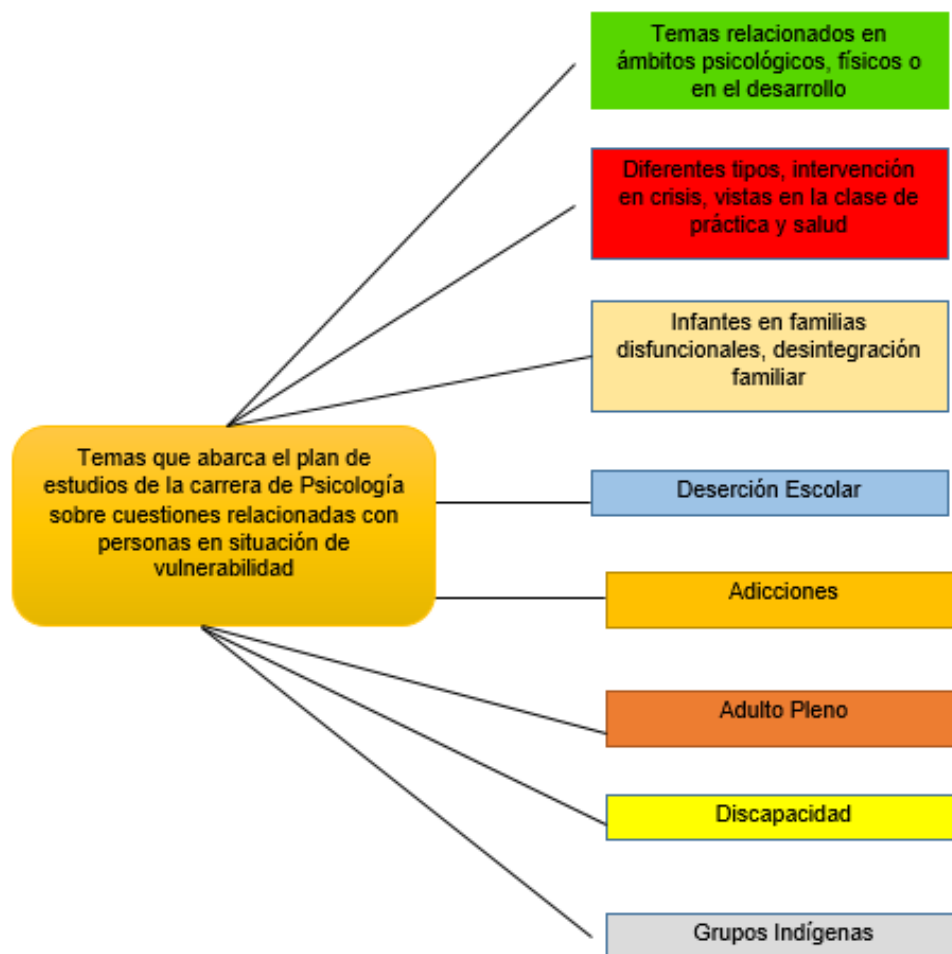 Temas relacionados en
ámbitos psicológicos, físicos o
en el desarrollo
Diferentes tipos, intervención
en crisis, vistas en la clase de
práctica y salud
Infantes en familias
disfuncionales, desintegración
familiar
Temas que abarca el plan de
estudios de la carrera de Psicología
sobre cuestiones relacionadas con
personas en situación de
vulnerabilidad
Deserción Escolar
Adicciones
Adulto Pleno
Discapacidad
Grupos Indígenas